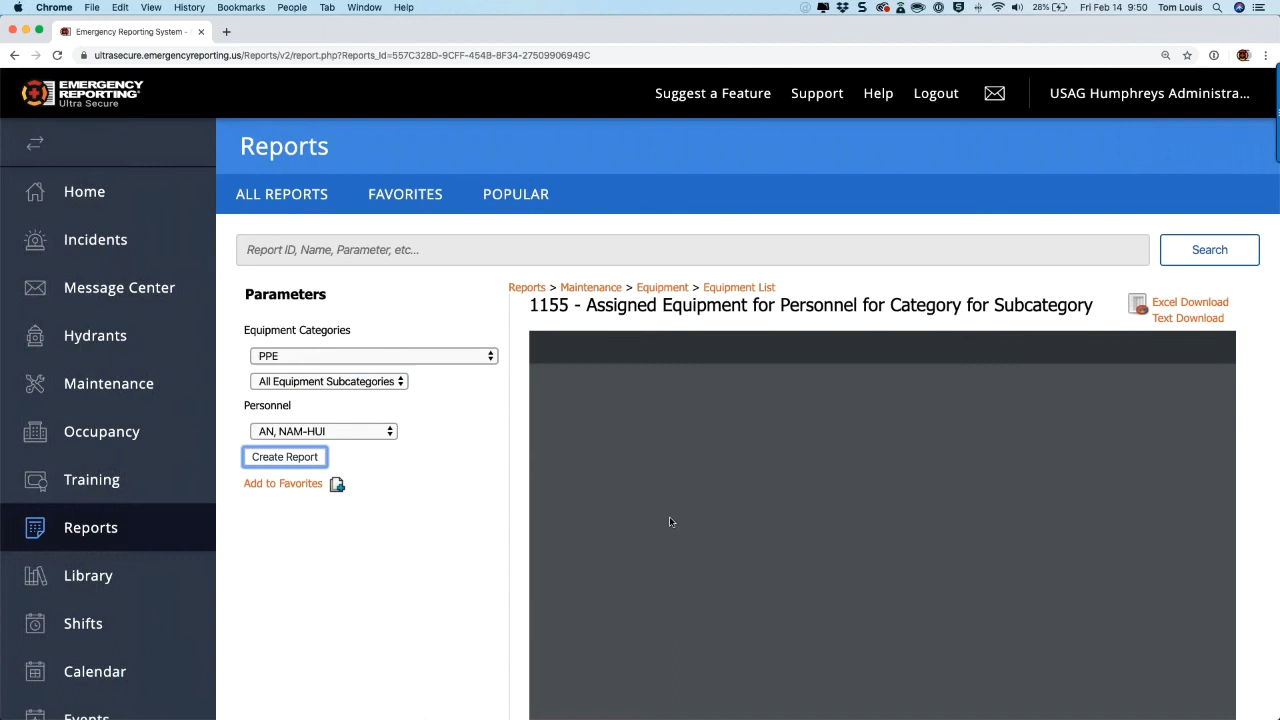 Chrome File Edit View History Bookmarks People Tab Window Help 28% Fri Feb 14 9:50 Tom Louis
Emergency Reporting System -
ultrasecure.emergencyreporting.us/Reports/v2/report.php?Reports_Id=557C328D-9CFF-454B-8F34-27509906949C
EMERGENCY
REPORTING
Ultra Secure
Suggest a Feature Support Help Logout USAG Humphreys Administra...
Reports
ALL REPORTS FAVORITES POPULAR
Report ID, Name, Parameter, etc...
Search
Home
Incidents
Message Center
Hydrants
Maintenance
Occupancy
Training
Reports
Library
Shifts
Calendar
Events
Parameters
Equipment Categories
PPE
All Equipment Subcategories
Personnel
AN, NAM-HUI
Create Report
Add to Favorites
Reports > Maintenance > Equipment > Equipment List
1155 - Assigned Equipment for Personnel for Category for Subcategory
Excel Download
Text Download